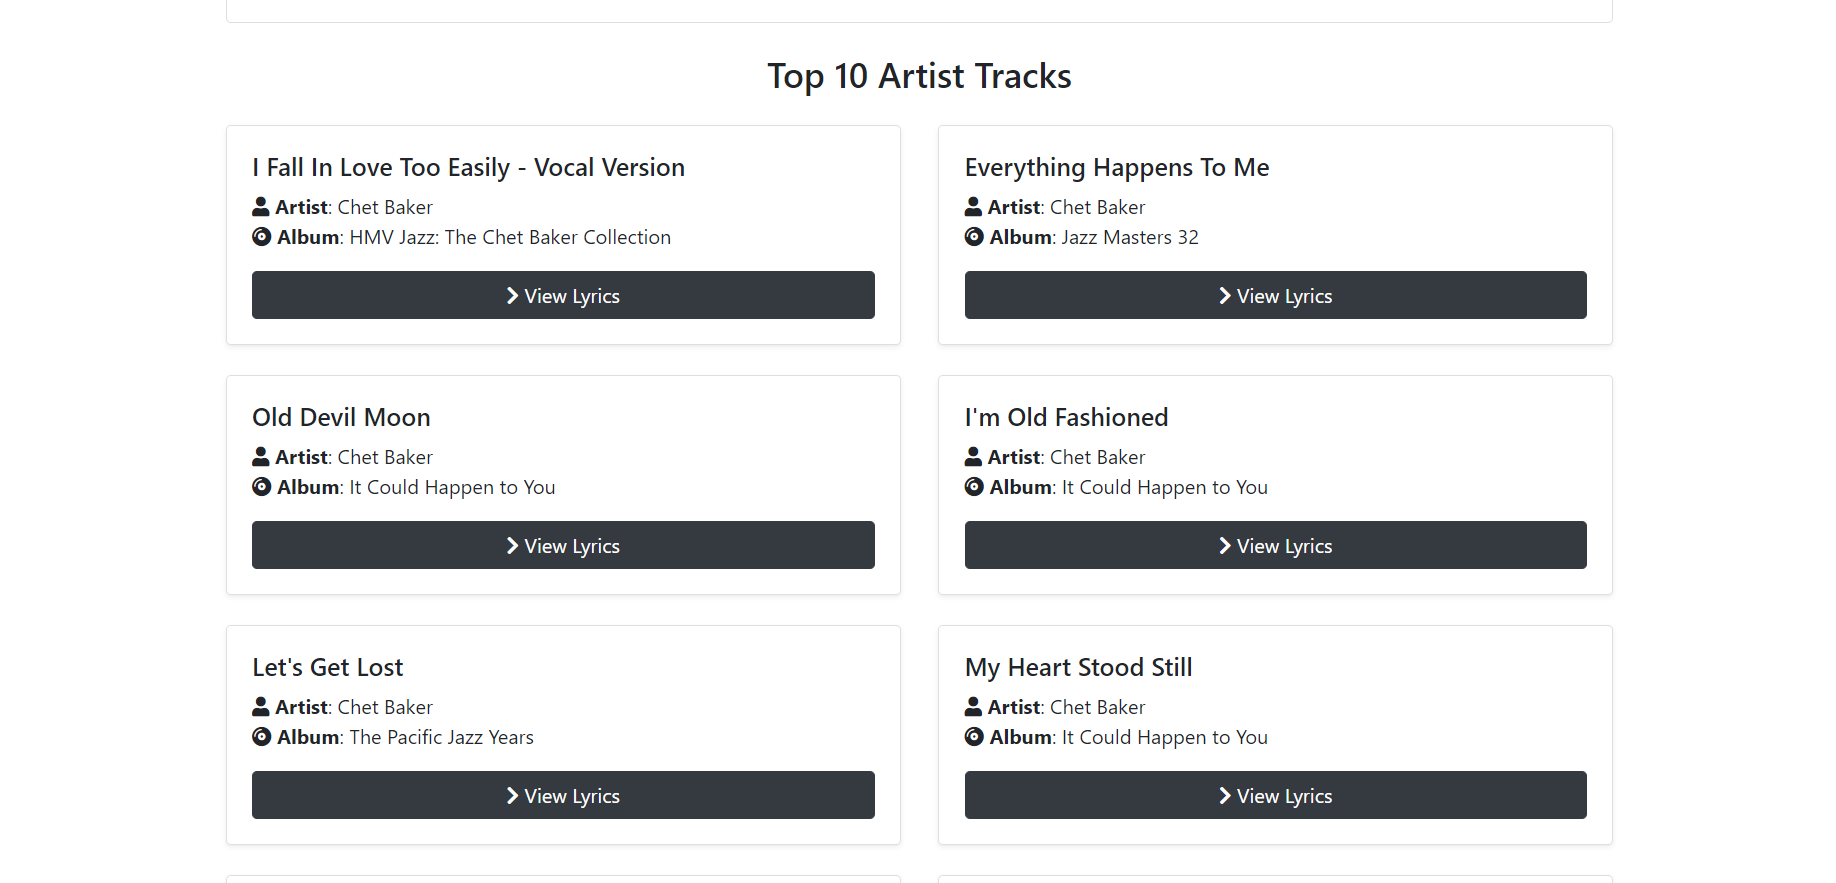 Top 10 Artist Tracks
I Fall In Love Too Easily - Vocal Version
Artist: Chet Baker
Album: HMV Jazz: The Chet Baker Collection
View Lyrics
Everything Happens To Me
Artist: Chet Baker
Album: Jazz Masters 32
View Lyrics
Old Devil Moon
Artist: Chet Baker
Album: It Could Happen to You
View Lyrics
I'm Old Fashioned
Artist: Chet Baker
Album: It Could Happen to You
View Lyrics
Let's Get Lost
Artist: Chet Baker
Album: The Pacific Jazz Years
View Lyrics
My Heart Stood Still
Artist: Chet Baker
Album: It Could Happen to You
View Lyrics